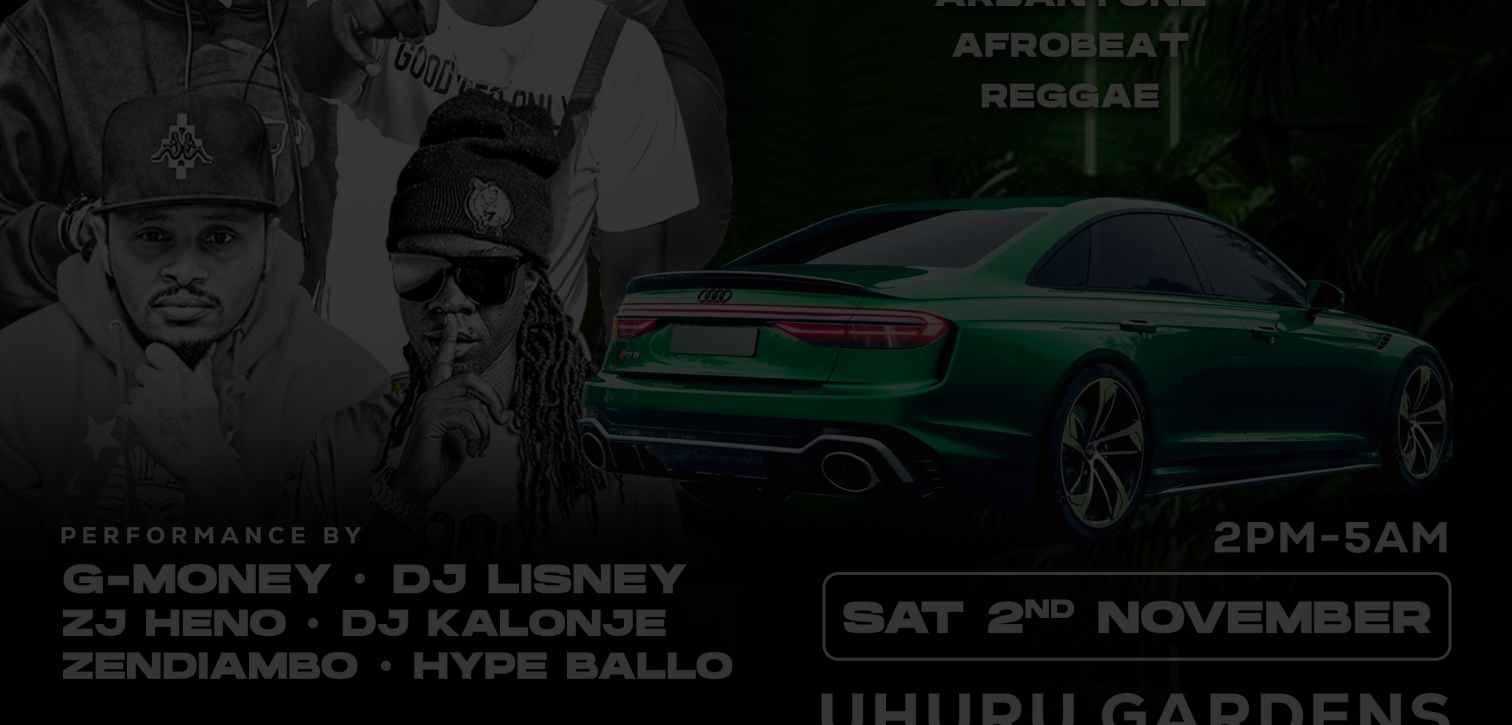 ARBANTONE
AFROBEAT
REGGAE
PERFORMANCE BY
G-MONEY • DJ LISNEY
ZJ HENO • DJ KALONJE
ZENDIAMBO • HYPE BALLO
2PM-5AM
SAT 2ND NOVEMBER
UHURU GARDENS